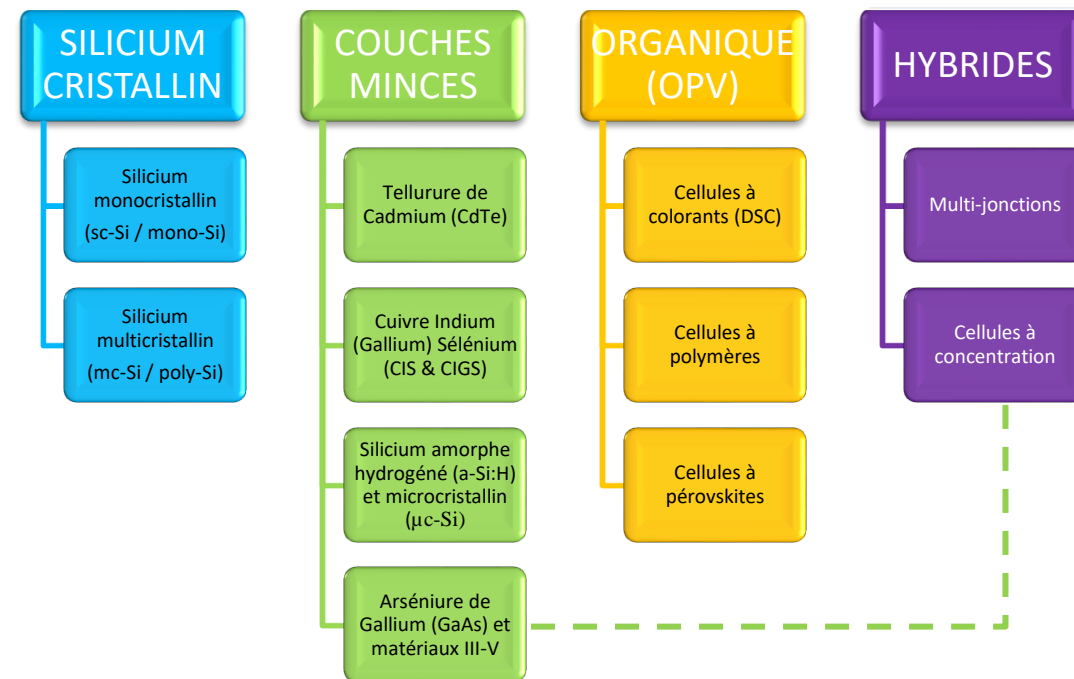 SILICIUM
CRISTALLIN
Silicium
monocristallin
(sc-Si / mono-Si)
Silicium
multicristallin
(mc-Si / poly-Si)
COUCHES
MINCES
Tellurure de
Cadmium (CdTe)
Cuivre Indium
(Gallium) Sélénium
(CIS & CIGS)
Silicium amorphe
hydrogéné (a-Si:H)
et microcristallin
(µc-Si)
Arséniure de
Gallium (GaAs) et
matériaux III-V
ORGANIQUE
(OPV)
Cellules à
colorants (DSC)
Cellules à
polymères
Cellules à
pérovskites
HYBRIDES
Multi-jonctions
Cellules à
concentration